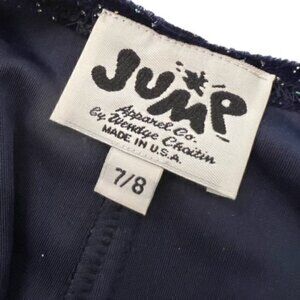 JUMP
Apparel Co.
by Wendye Chaitin
MADE IN U.S.A.
7/8